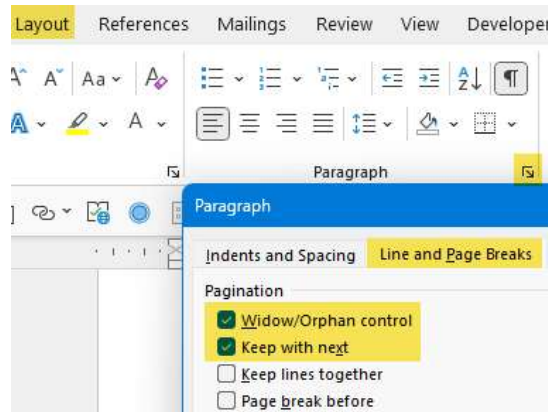 Layout References Mailings Review View Developer
A A Aa A
A Z
A A
Paragraph
Paragraph
Indents and Spacing Line and Page Breaks
Pagination
Widow/Orphan control
Keep with next
Keep lines together
Page break before